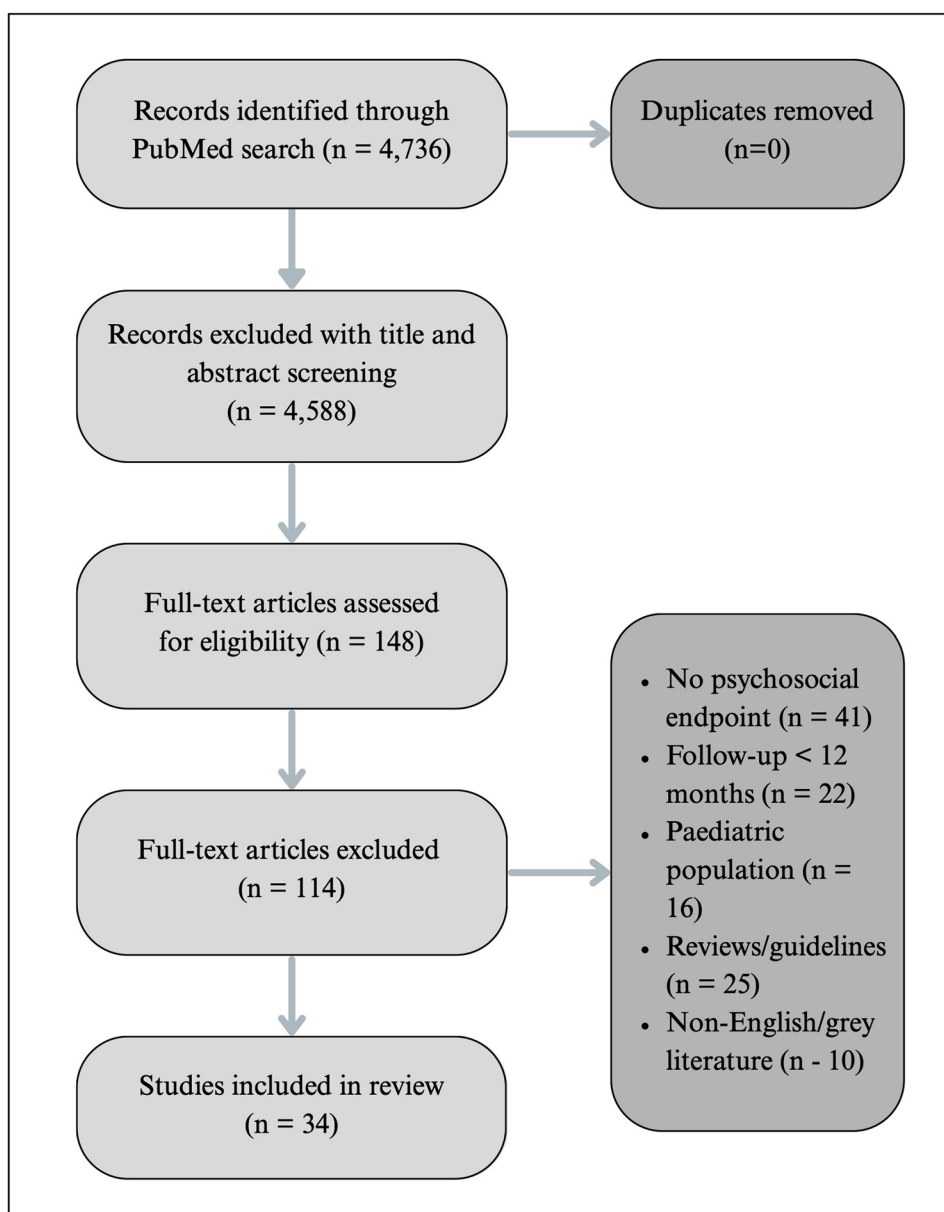 Records identified through
PubMed search (n = 4,736)
Duplicates removed
(n=0)
Records excluded with title and
abstract screening
(n = 4,588)
Full-text articles assessed
for eligibility (n = 148)
Full-text articles excluded
(n = 114)
• No psychosocial
endpoint (n = 41)
• Follow-up < 12
months (n = 22)
• Paediatric
population (n =
16)
• Reviews/guidelines
(n = 25)
• Non-English/grey
literature (n - 10)
Studies included in review
(n = 34)